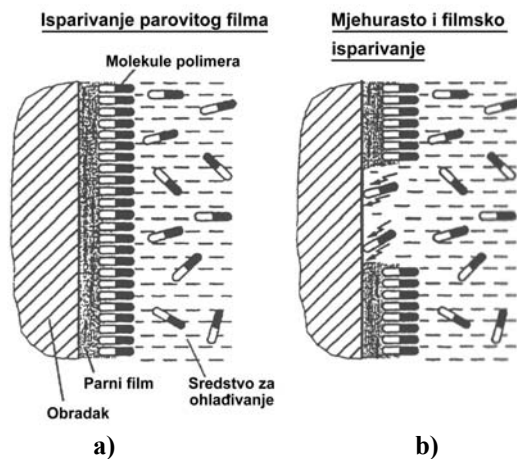 Isparivanje parovitog filma
Mjehurasto i filmsko
isparivanje
Molekule polimera
Parni film
Sredstvo za
ohlađivanje
Obradak
a)
b)